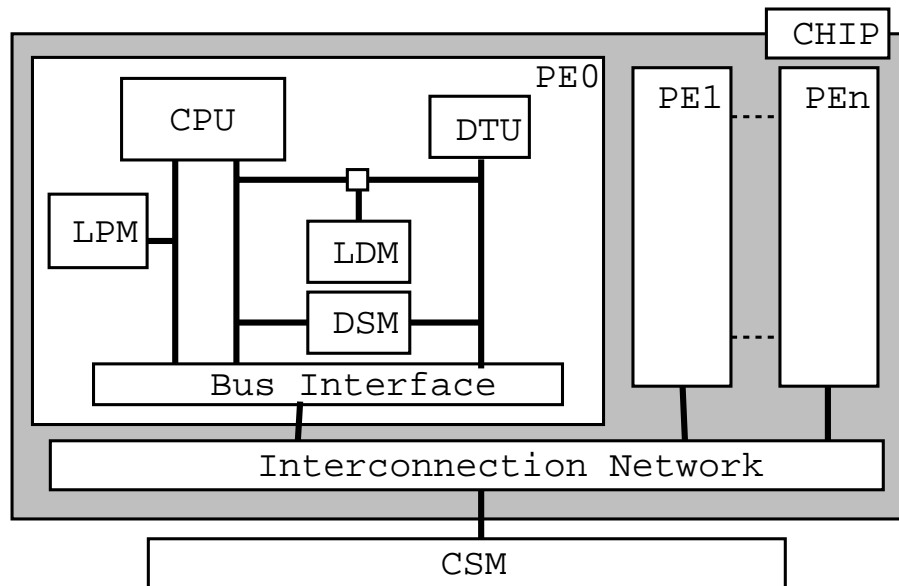 CHIP
PE0
PE1
PEn
CPU
DTU
LPM
LDM
DSM
Bus Interface
Interconnection Network
CSM